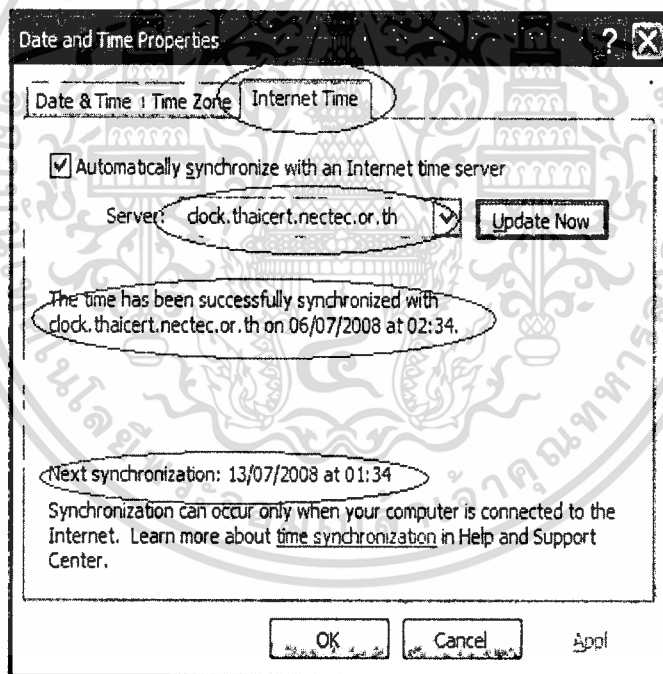 Date and Time Properties
Date & Time Time Zone Internet Time
Automatically synchronize with an Internet time server
Server: clock.thaicert.nectec.or.th Update Now
The time has been successfully synchronized with
clock.thaicert.nectec.or.th on 06/07/2008 at 02:34.
Next synchronization: 13/07/2008 at 01:34
Synchronization can occur only when your computer is connected to the
Internet. Learn more about time synchronization in Help and Support
Center.
OK Cancel Appl